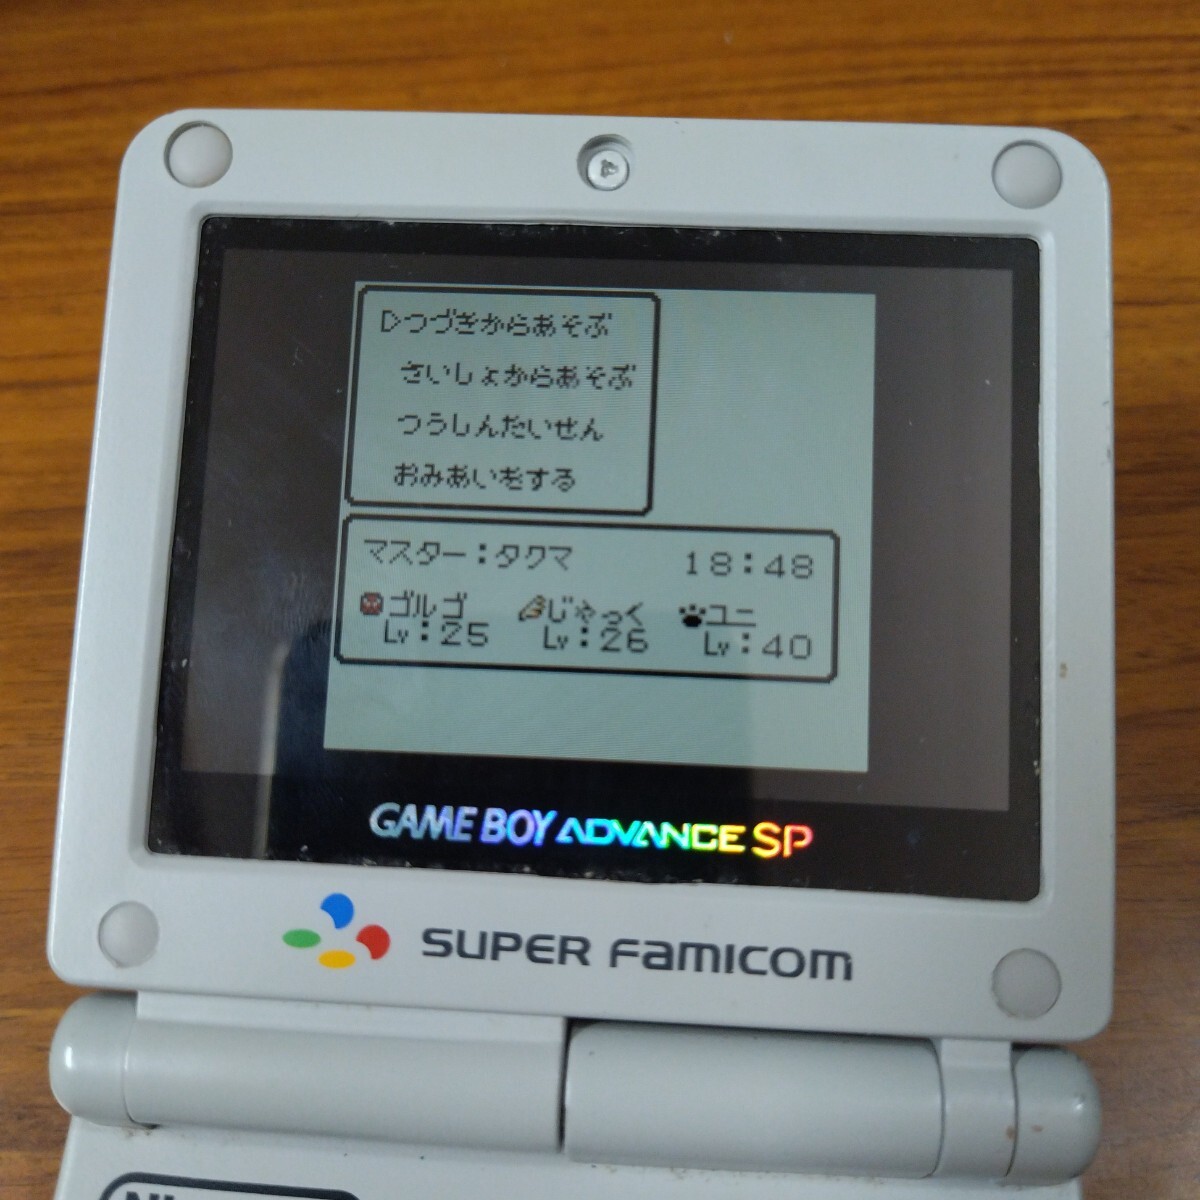 ▷つづきからあそぶ
さいしょからあそぶ
つうしんたいせん
おみあいをする
マスター:タクマ 18:48
ゴルゴ じゃっく ユニ
Lv:25 Lv:26 Lv:40
GAME BOY ADVANCE SP
SUPER FAMICOM